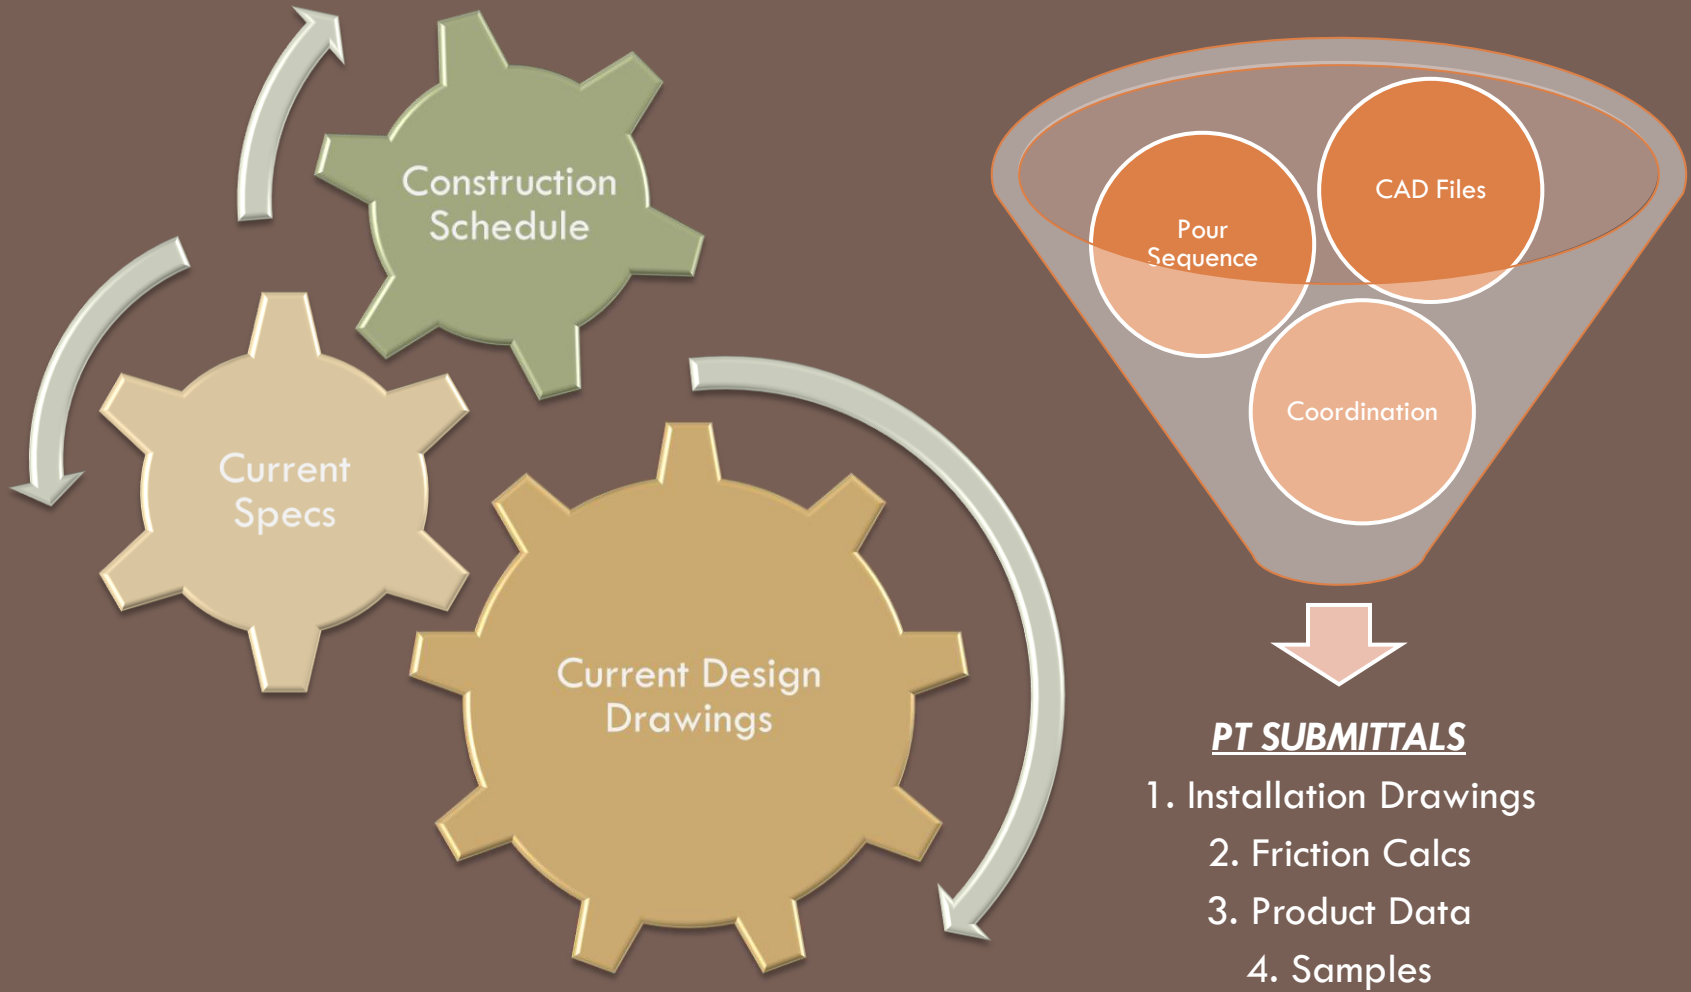 Construction
Schedule
Current
Specs
Current Design
Drawings
CAD Files
Pour
Sequence
Coordination
PT SUBMITTALS
1. Installation Drawings
2. Friction Calcs
3. Product Data
4. Samples